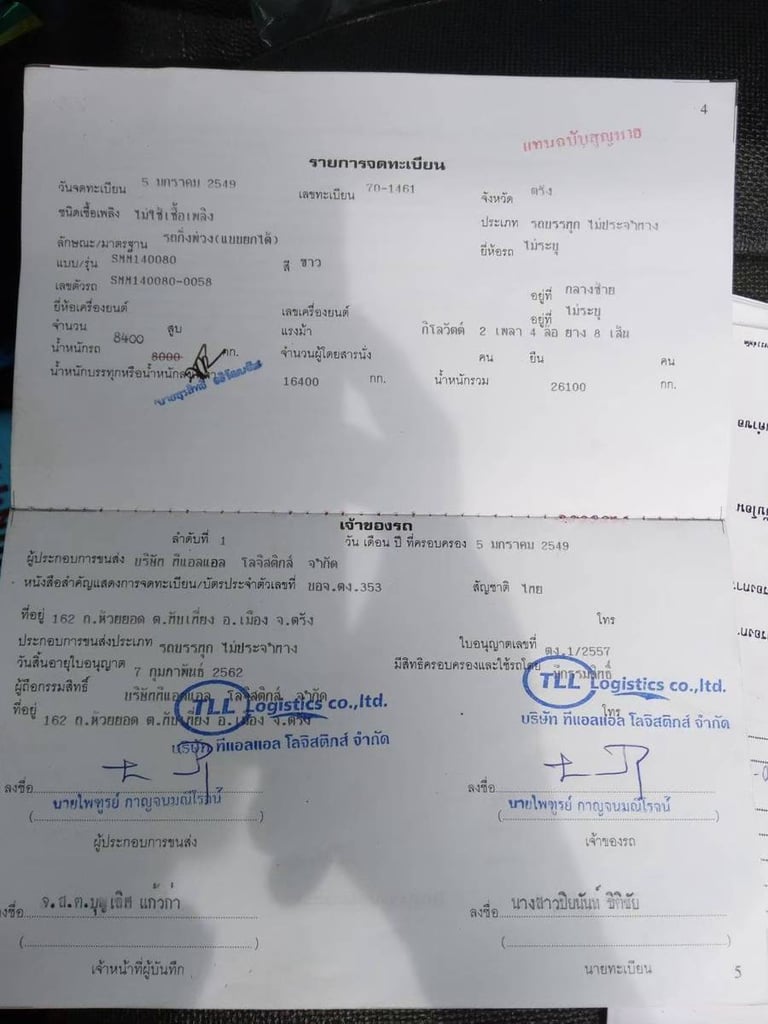 4
แทนฉบับสูญหาย
รายการจดทะเบียน
วันจดทะเบียน 5 มกราคม 2549 เลขทะเบียน 70-1461 จังหวัด ตรัง
ชนิดเชื้อเพลิง ไม่ใช้เชื้อเพลิง ประเภท รถบรรทุก ไม่ประจำทาง
ลักษณะ/มาตรฐาน รถกึ่งพ่วง(แบบยกได้) ยี่ห้อรถ ไม่ระบุ
แบบ/รุ่น SMM140080 สี ขาว
เลขตัวรถ SMM140080-0058 อยู่ที่ กลางซ้าย
ยี่ห้อเครื่องยนต์ เลขเครื่องยนต์ อยู่ที่ ไม่ระบุ
จำนวน สูบ แรงม้า กิโลวัตต์ 2 เพลา 4 ล้อ ยาง 8 เส้น
น้ำหนักรถ 8400 8000 กก. จำนวนผู้โดยสารนั่ง คน ยืน คน
น้ำหนักบรรทุกหรือน้ำหนัก 16400 กก. น้ำหนักรวม 26100 กก.
เจ้าของรถ
ลำดับที่ 1 วัน เดือน ปี ที่ครอบครอง 5 มกราคม 2549
ผู้ประกอบการขนส่ง บริษัท ทีแอลแอล โลจิสติกส์ จำกัด
หนังสือสำคัญแสดงการจดทะเบียน/บัตรประจำตัวเลขที่ ขอจ.ตง.353 สัญชาติ ไทย
ที่อยู่ 162 ถ.ห้วยยอด ต.ทับเที่ยง อ.เมือง จ.ตรัง โทร
ประกอบการขนส่งประเภท รถบรรทุก ไม่ประจำทาง ใบอนุญาตเลขที่ ตง.1/2557
วันสิ้นอายุใบอนุญาต 7 กุมภาพันธ์ 2562 มีสิทธิครอบครองและใช้รถโดย
ผู้ถือกรรมสิทธิ์ บริษัททีแอลแอล โลจิสติกส์ จำกัด
ที่อยู่ 162 ถ.ห้วยยอด ต.ทับเที่ยง อ.เมือง จ.ตรัง โทร
TLL Logistics co.,ltd. TLL Logistics co.,ltd.
บริษัท ทีแอลแอล โลจิสติกส์ จำกัด บริษัท ทีแอลแอล โลจิสติกส์ จำกัด
ลงชื่อ ลงชื่อ
(นายไพฑูรย์ กาญจนมณีโรจน์) (นายไพฑูรย์ กาญจนมณีโรจน์)
ผู้ประกอบการขนส่ง เจ้าของรถ
ลงชื่อ จ.ส.ต.บุญเลิศ แก้วกำ ลงชื่อ นางสาวปิยนันท์
เจ้าหน้าที่ผู้บันทึก นายทะเบียน
5